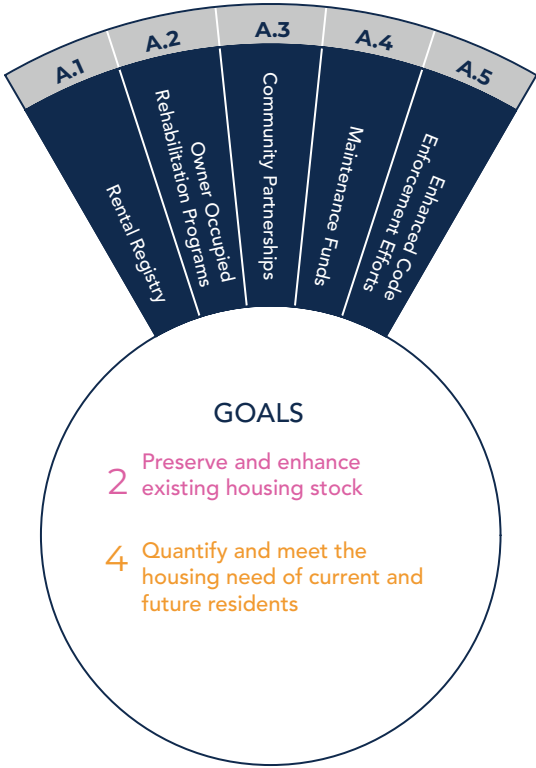 A.1
A.2
A.3
A.4
A.5
Rental Registry
Owner Occupied
Rehabilitation Programs
Community Partnerships
Maintenance Funds
Enhanced Code
Enforcement Efforts
GOALS
2
Preserve and enhance
existing housing stock
4
Quantify and meet the
housing need of current and
future residents